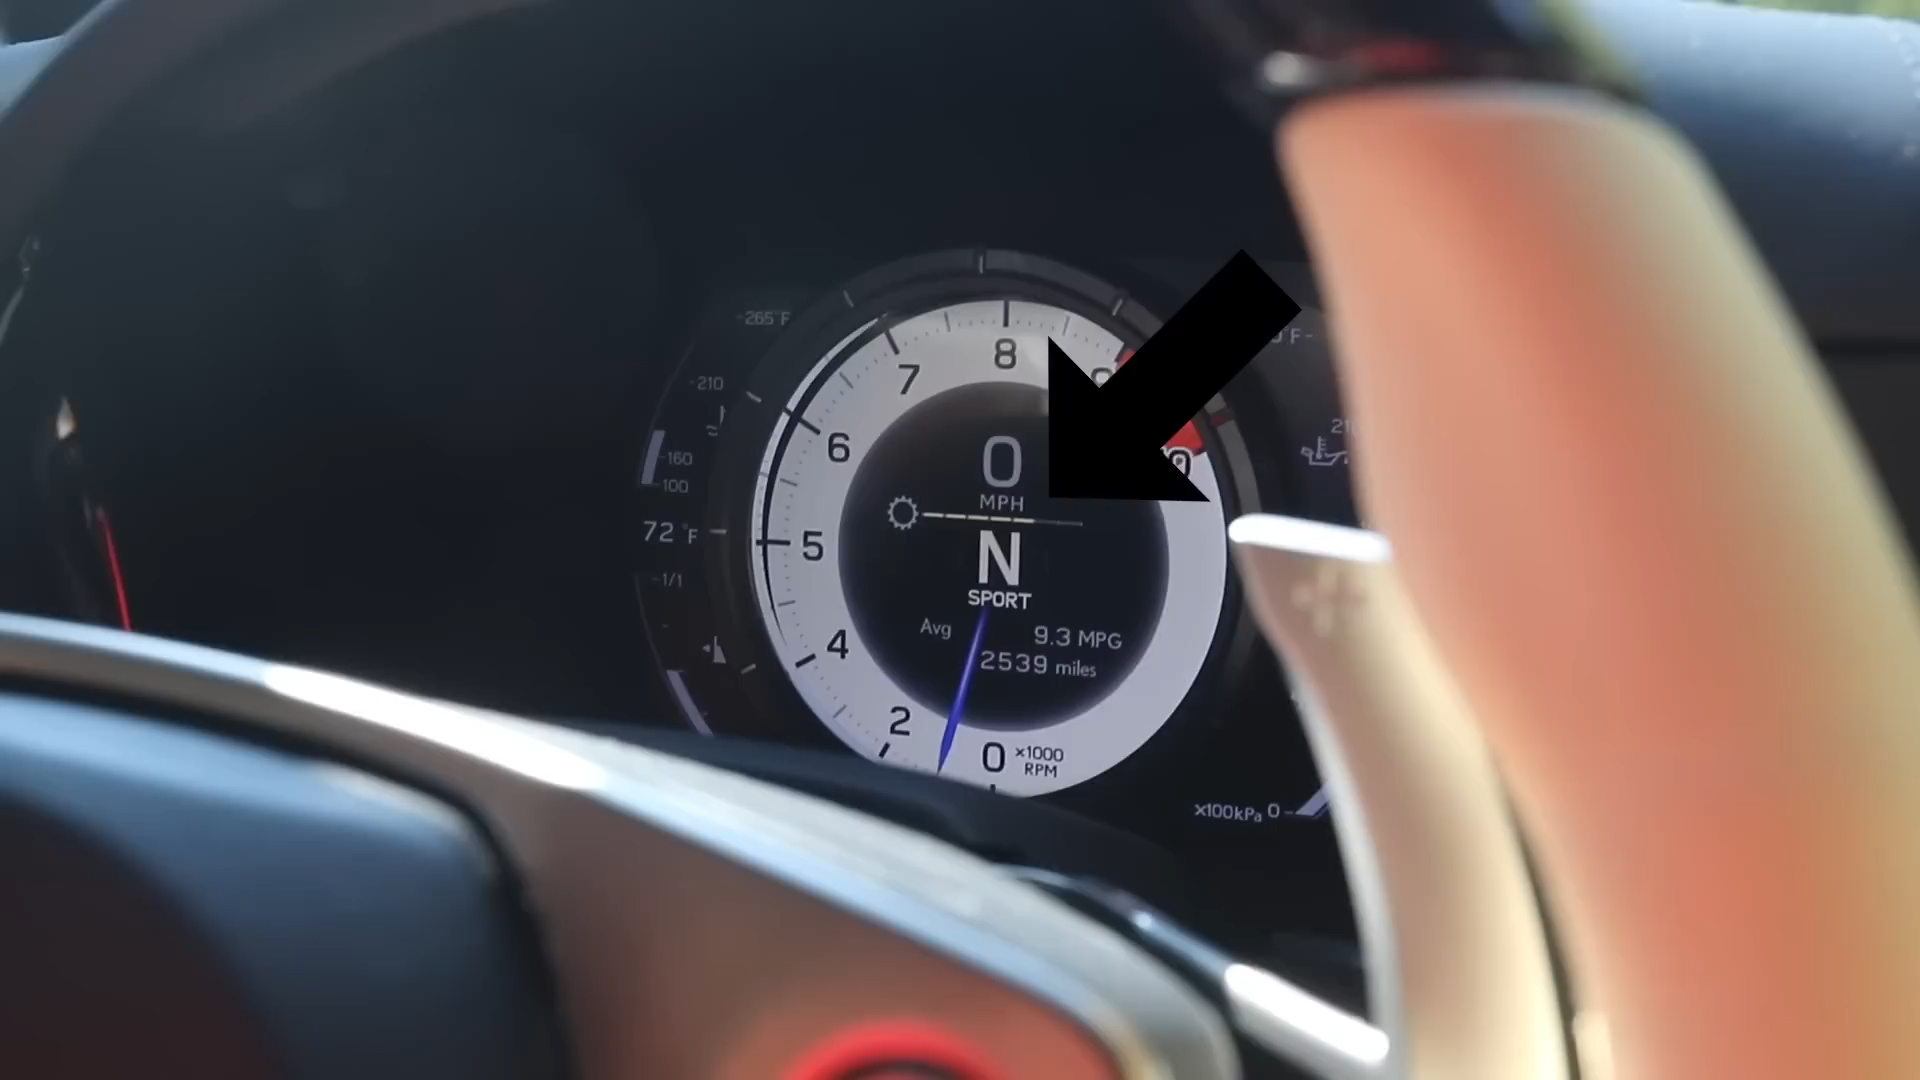 265°F
210
160
100
72°F
1/1
8
7
6
5
4
2
0
×1000
RPM
0
MPH
N
SPORT
Avg
9.3 MPG
2539 miles
°F
×100kPa 0